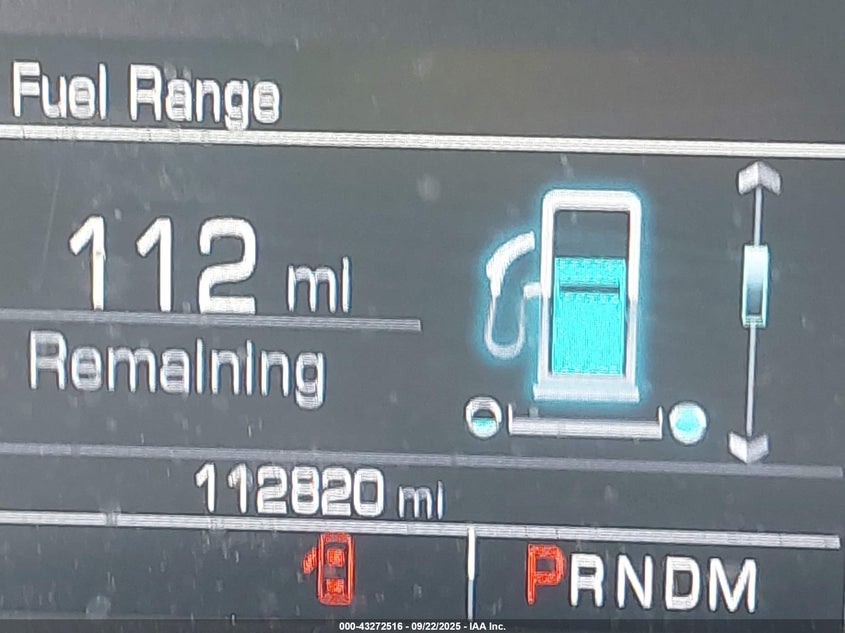 Fuel Range
112 mi
Remaining
112820 mi
PRNDM
000-43272516 - 09/22/2025 - IAA Inc.